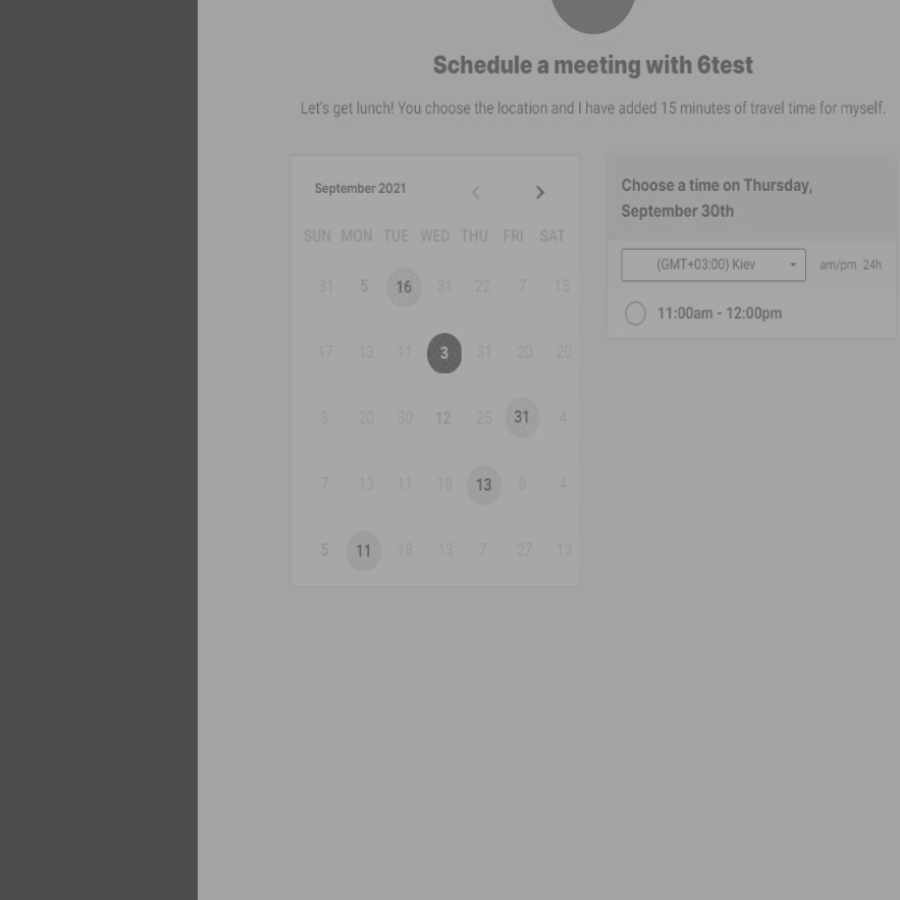 Schedule a meeting with 6test
Let's get lunch! You choose the location and I have added 15 minutes of travel time for myself.
September 2021
SUN MON TUE WED THU FRI SAT
31 5 16 31 22 7 15
17 13 11 3 31 20 20
8 20 30 12 25 31 4
7 13 11 18 13 8 4
5 11 18 13 7 27 13
Choose a time on Thursday,
September 30th
(GMT+03:00) Kiev am/pm 24h
11:00am - 12:00pm